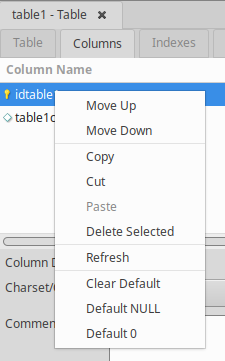 table1 - Table
Table Columns Indexes
Column Name
idtable
table1c
Move Up
Move Down
Copy
Cut
Paste
Delete Selected
Refresh
Clear Default
Default NULL
Default 0
Column D
Charset/C
Commen